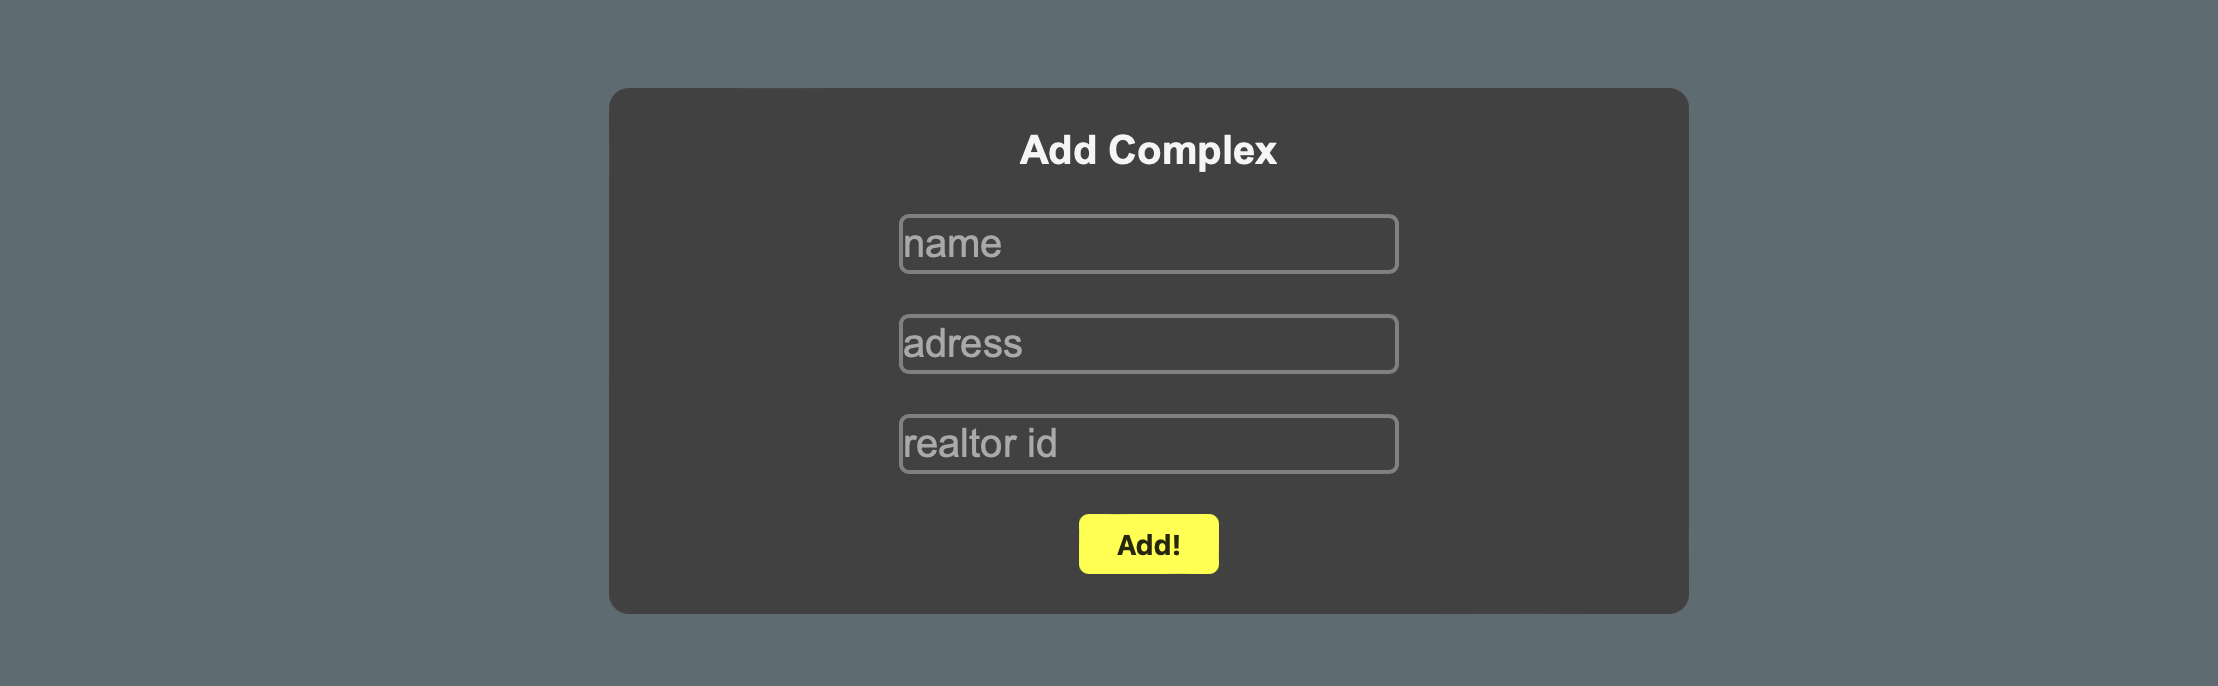 Add Complex
name
adress
realtor id
Add!